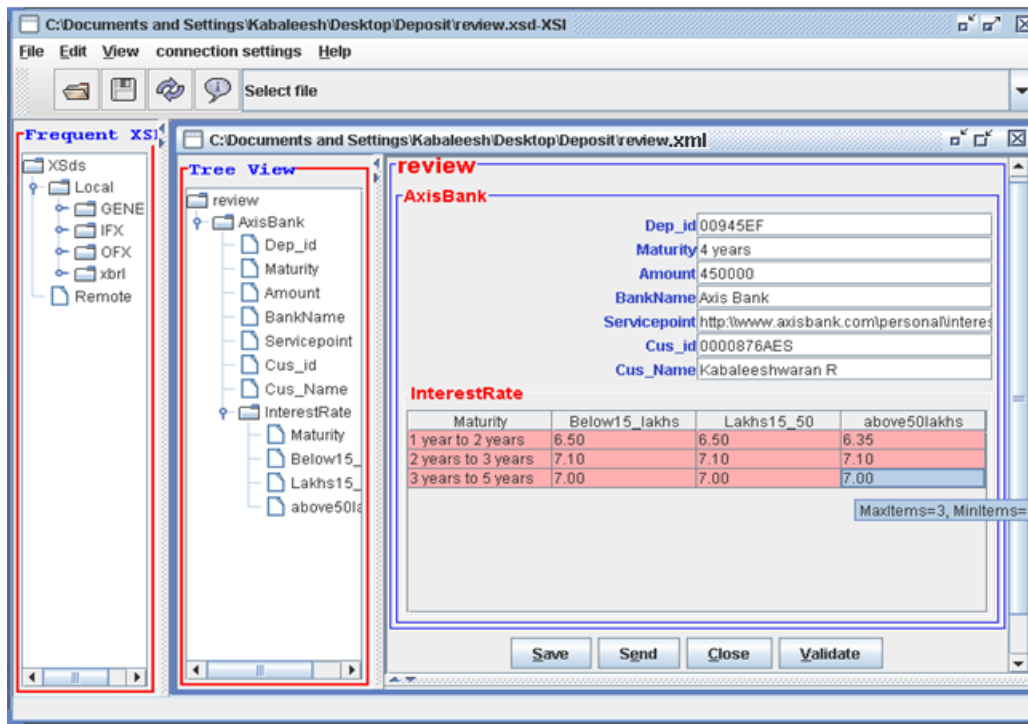 C:\Documents and Settings\Kabaleesh\Desktop\Deposit\review.xsd-XSI
File Edit View connection settings Help
Select file
Frequent XSI
XSds
Local
GENE
IFX
OFX
xbrl
Remote
C:\Documents and Settings\Kabaleesh\Desktop\Deposit\review.xml
Tree View
review
AxisBank
Dep_id
Maturity
Amount
BankName
Servicepoint
Cus_id
Cus_Name
InterestRate
Maturity
Below15_
Lakhs15_
above50la
review
AxisBank
Dep_id 00945EF
Maturity 4 years
Amount 450000
BankName Axis Bank
Servicepoint http:\\www.axisbank.com\personal\interes
Cus_id 0000876AES
Cus_Name Kabaleeshwaran R
InterestRate
Maturity Below15_lakhs Lakhs15_50 above50lakhs
1 year to 2 years 6.50 6.50 6.35
2 years to 3 years 7.10 7.10 7.10
3 years to 5 years 7.00 7.00 7.00
MaxItems=3, MinItems=
Save Send Close Validate